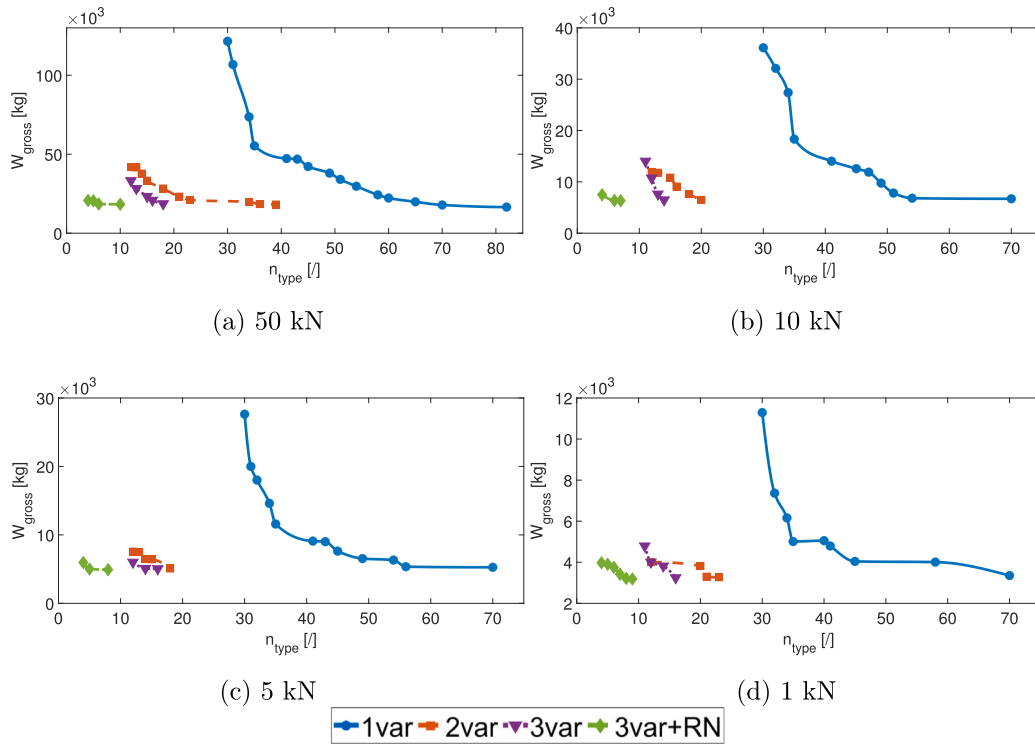 ×10³
W_gross [kg]
100
50
0
0 10 20 30 40 50 60 70 80
n_type [/]
(a) 50 kN
×10³
W_gross [kg]
40
30
20
10
0
0 10 20 30 40 50 60 70
n_type [/]
(b) 10 kN
×10³
W_gross [kg]
30
20
10
0
0 10 20 30 40 50 60 70
n_type [/]
(c) 5 kN
×10³
W_gross [kg]
12
10
8
6
4
2
0 10 20 30 40 50 60 70
n_type [/]
(d) 1 kN
1var 2var 3var 3var+RN